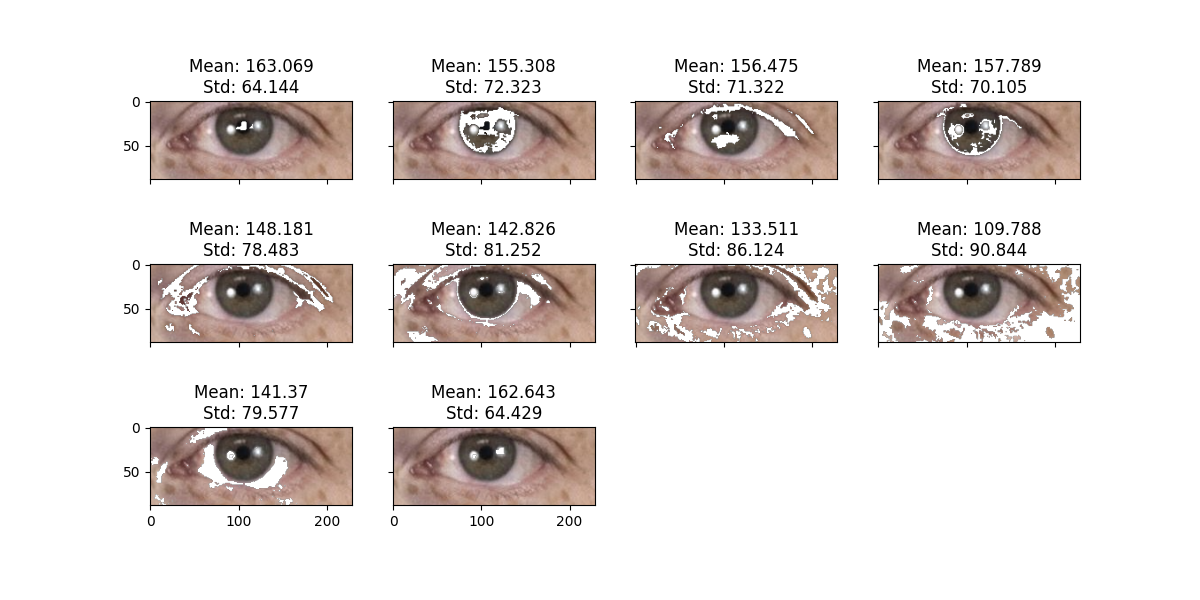 Mean: 163.069
Std: 64.144
Mean: 155.308
Std: 72.323
Mean: 156.475
Std: 71.322
Mean: 157.789
Std: 70.105
0
50
Mean: 148.181
Std: 78.483
Mean: 142.826
Std: 81.252
Mean: 133.511
Std: 86.124
Mean: 109.788
Std: 90.844
0
50
Mean: 141.37
Std: 79.577
Mean: 162.643
Std: 64.429
0
50
0 100 200
0 100 200